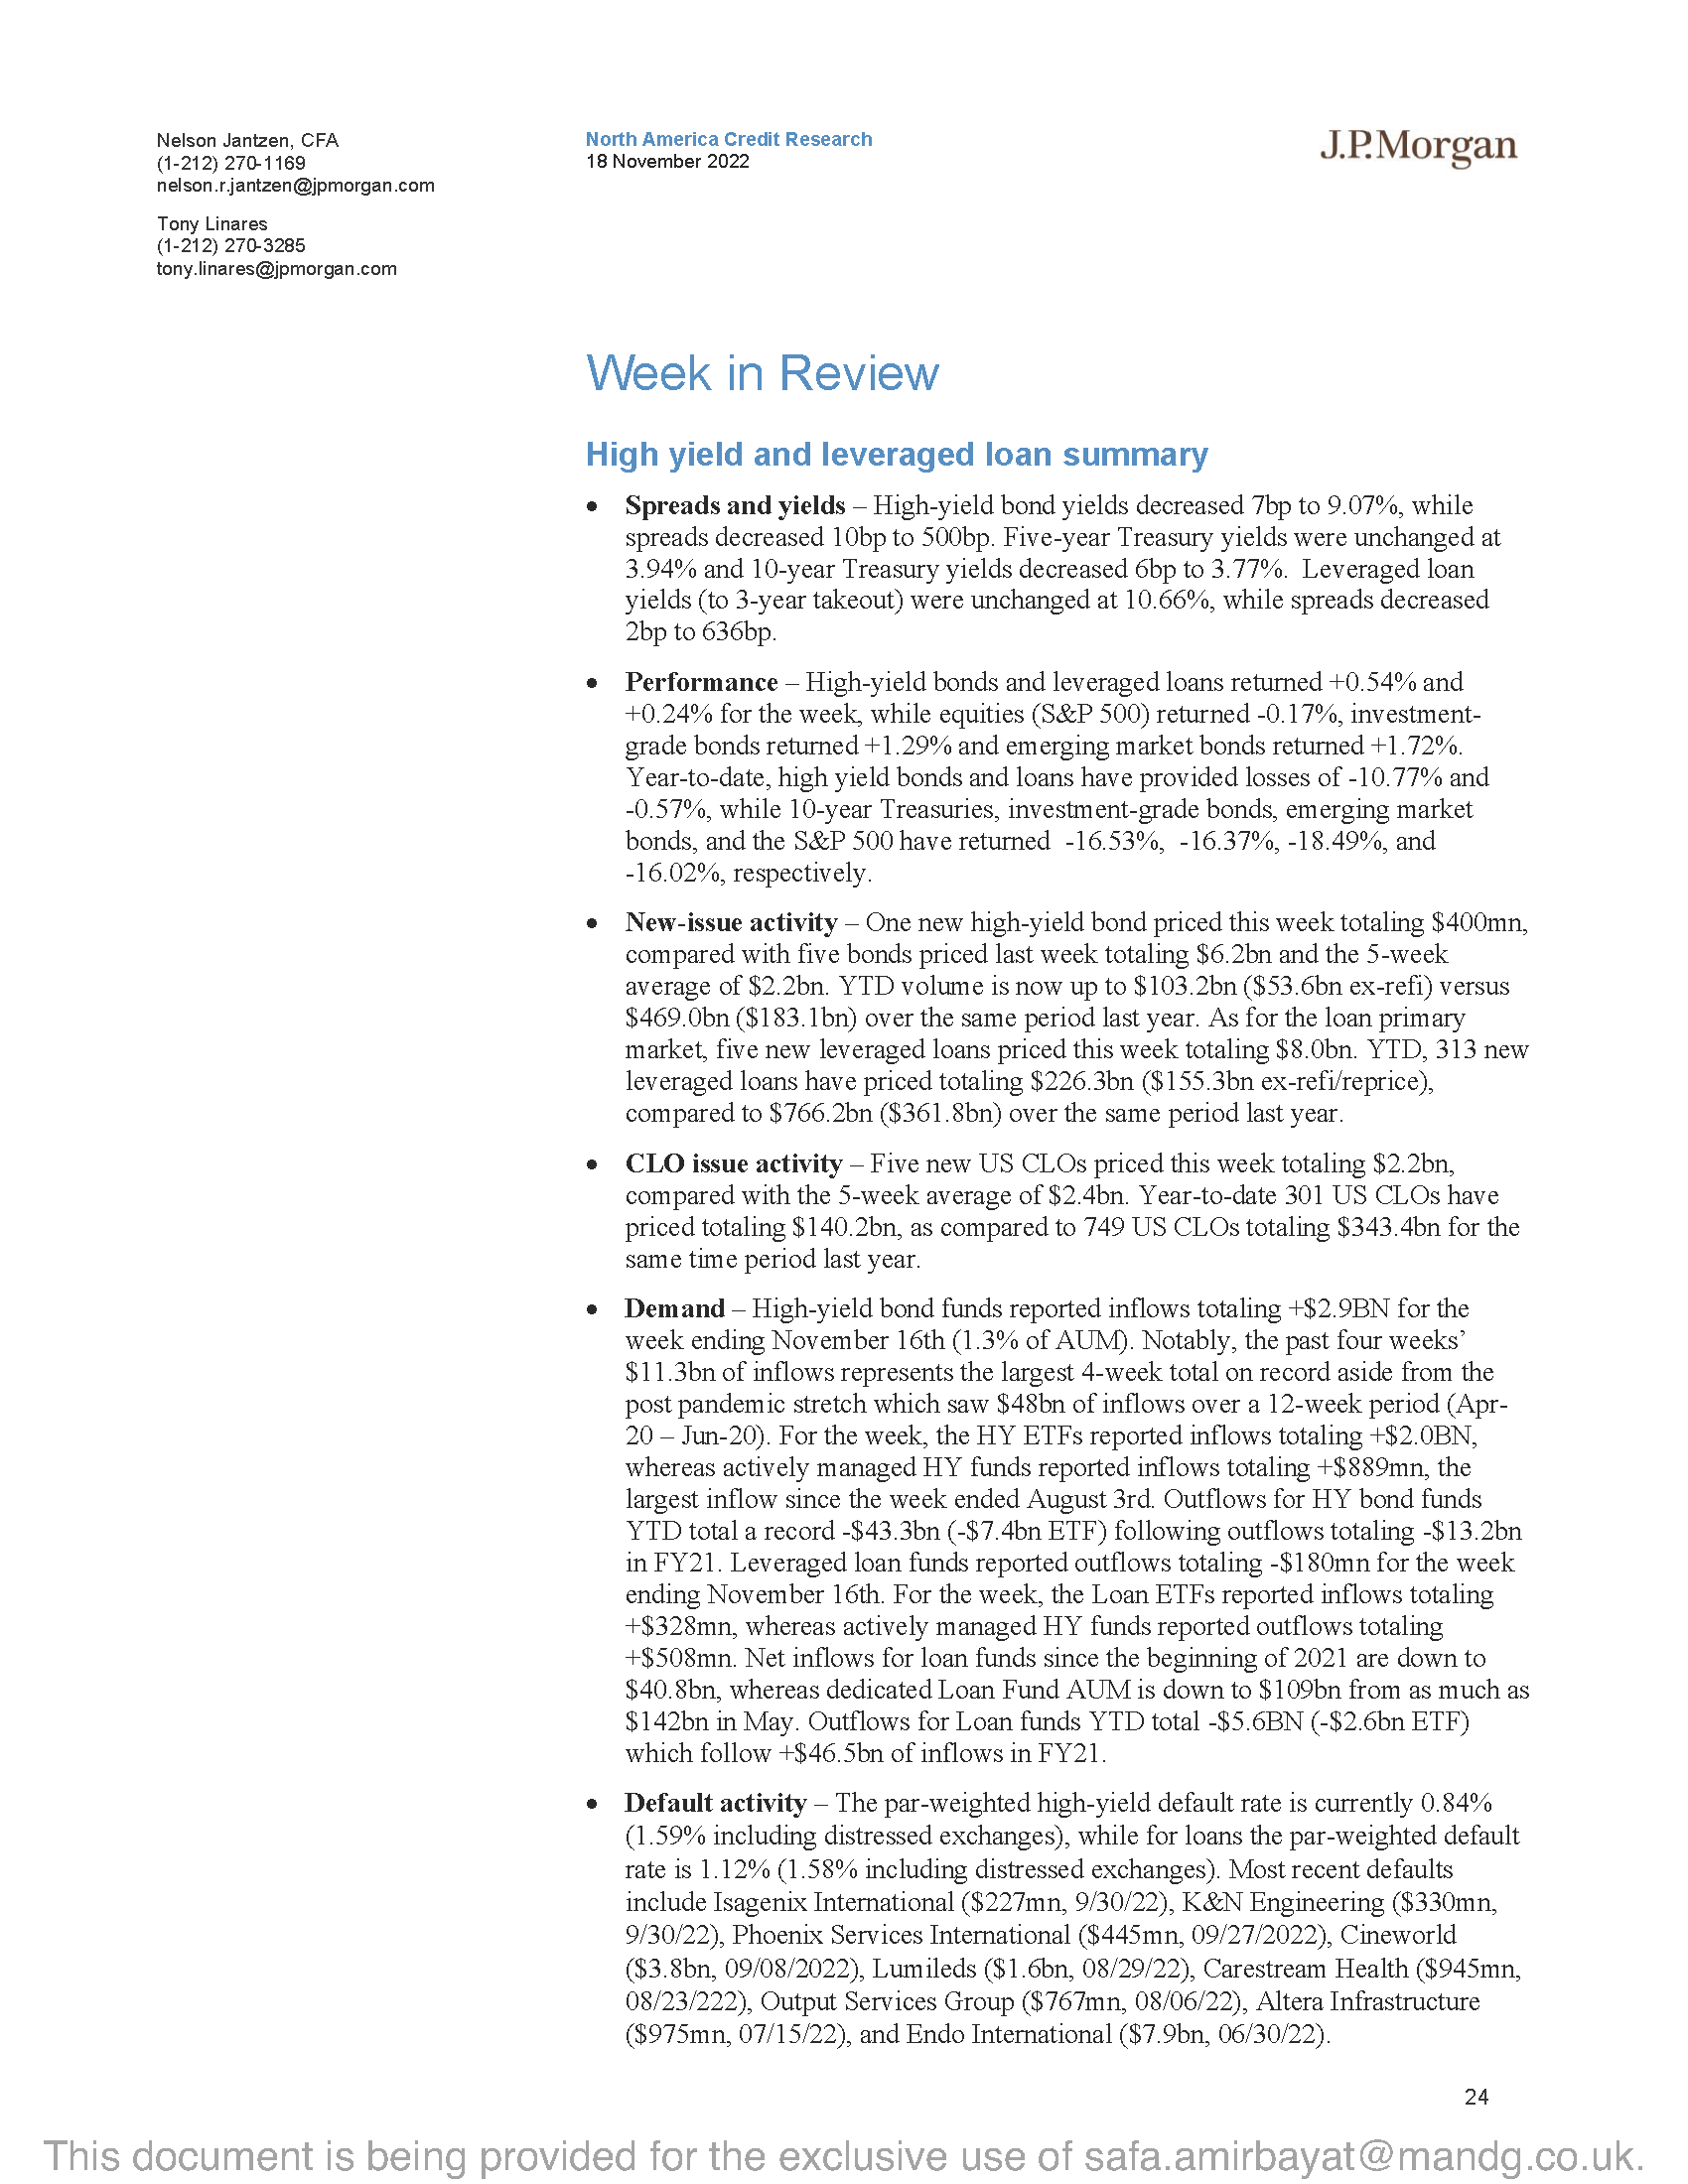 Nelson Jantzen, CFA
(1-212) 270-1169
nelson.r.jantzen@jpmorgan.com
Tony Linares
(1-212) 270-3285
tony.linares@jpmorgan.com
North America Credit Research
18 November 2022
J.P.Morgan
Week in Review
High yield and leveraged loan summary
• Spreads and yields – High-yield bond yields decreased 7bp to 9.07%, while
spreads decreased 10bp to 500bp. Five-year Treasury yields were unchanged at
3.94% and 10-year Treasury yields decreased 6bp to 3.77%. Leveraged loan
yields (to 3-year takeout) were unchanged at 10.66%, while spreads decreased
2bp to 636bp.
• Performance – High-yield bonds and leveraged loans returned +0.54% and
+0.24% for the week, while equities (S&P 500) returned -0.17%, investment-
grade bonds returned +1.29% and emerging market bonds returned +1.72%.
Year-to-date, high yield bonds and loans have provided losses of -10.77% and
-0.57%, while 10-year Treasuries, investment-grade bonds, emerging market
bonds, and the S&P 500 have returned -16.53%, -16.37%, -18.49%, and
-16.02%, respectively.
• New-issue activity – One new high-yield bond priced this week totaling $400mn,
compared with five bonds priced last week totaling $6.2bn and the 5-week
average of $2.2bn. YTD volume is now up to $103.2bn ($53.6bn ex-refi) versus
$469.0bn ($183.1bn) over the same period last year. As for the loan primary
market, five new leveraged loans priced this week totaling $8.0bn. YTD, 313 new
leveraged loans have priced totaling $226.3bn ($155.3bn ex-refi/reprice),
compared to $766.2bn ($361.8bn) over the same period last year.
• CLO issue activity – Five new US CLOs priced this week totaling $2.2bn,
compared with the 5-week average of $2.4bn. Year-to-date 301 US CLOs have
priced totaling $140.2bn, as compared to 749 US CLOs totaling $343.4bn for the
same time period last year.
• Demand – High-yield bond funds reported inflows totaling +$2.9BN for the
week ending November 16th (1.3% of AUM). Notably, the past four weeks’
$11.3bn of inflows represents the largest 4-week total on record aside from the
post pandemic stretch which saw $48bn of inflows over a 12-week period (Apr-
20 – Jun-20). For the week, the HY ETFs reported inflows totaling +$2.0BN,
whereas actively managed HY funds reported inflows totaling +$889mn, the
largest inflow since the week ended August 3rd. Outflows for HY bond funds
YTD total a record -$43.3bn (-$7.4bn ETF) following outflows totaling -$13.2bn
in FY21. Leveraged loan funds reported outflows totaling -$180mn for the week
ending November 16th. For the week, the Loan ETFs reported inflows totaling
+$328mn, whereas actively managed HY funds reported outflows totaling
+$508mn. Net inflows for loan funds since the beginning of 2021 are down to
$40.8bn, whereas dedicated Loan Fund AUM is down to $109bn from as much as
$142bn in May. Outflows for Loan funds YTD total -$5.6BN (-$2.6bn ETF)
which follow +$46.5bn of inflows in FY21.
• Default activity – The par-weighted high-yield default rate is currently 0.84%
(1.59% including distressed exchanges), while for loans the par-weighted default
rate is 1.12% (1.58% including distressed exchanges). Most recent defaults
include Isagenix International ($227mn, 9/30/22), K&N Engineering ($330mn,
9/30/22), Phoenix Services International ($445mn, 09/27/2022), Cineworld
($3.8bn, 09/08/2022), Lumileds ($1.6bn, 08/29/22), Carestream Health ($945mn,
08/23/222), Output Services Group ($767mn, 08/06/22), Altera Infrastructure
($975mn, 07/15/22), and Endo International ($7.9bn, 06/30/22).
24
This document is being provided for the exclusive use of safa.amirbayat@mandg.co.uk.